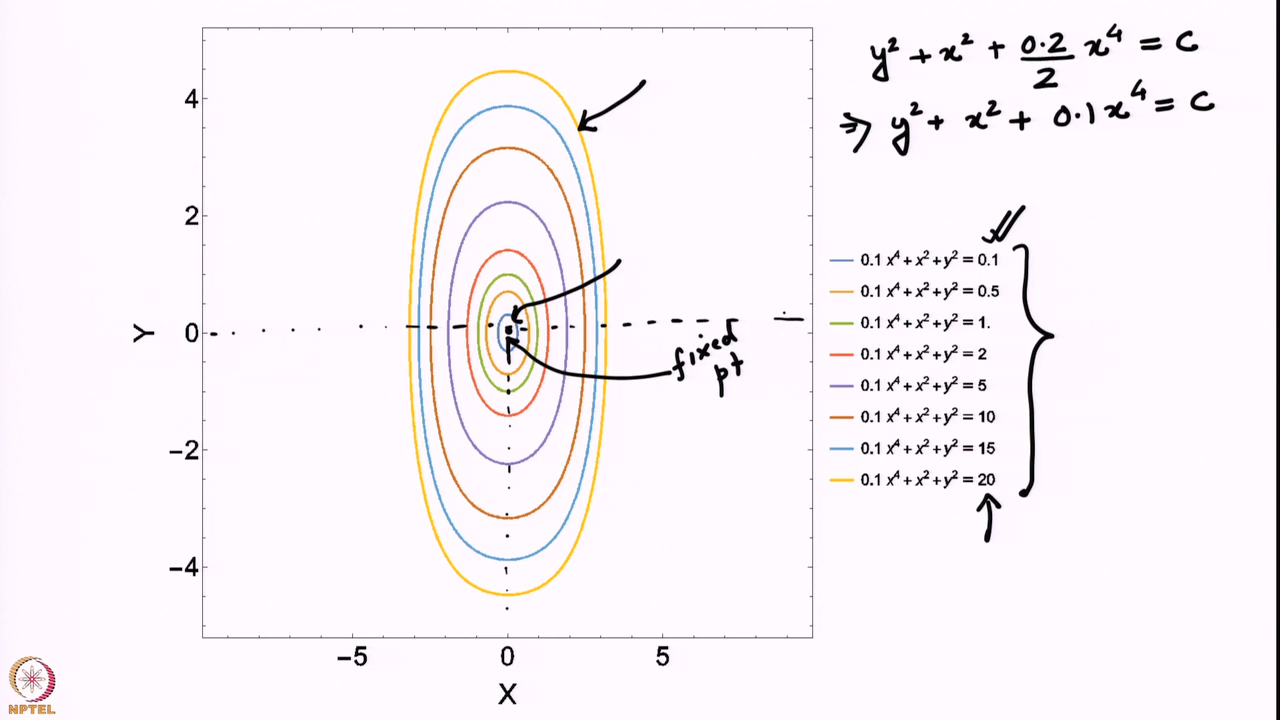 y² + x² + 0.2/2 x⁴ = c
⇒ y² + x² + 0.1x⁴ = c
4
2
Y 0
−2
−4
−5 0 5
X
fixed
pt
0.1 x⁴ + x² + y² = 0.1
0.1 x⁴ + x² + y² = 0.5
0.1 x⁴ + x² + y² = 1.
0.1 x⁴ + x² + y² = 2
0.1 x⁴ + x² + y² = 5
0.1 x⁴ + x² + y² = 10
0.1 x⁴ + x² + y² = 15
0.1 x⁴ + x² + y² = 20
NPTEL